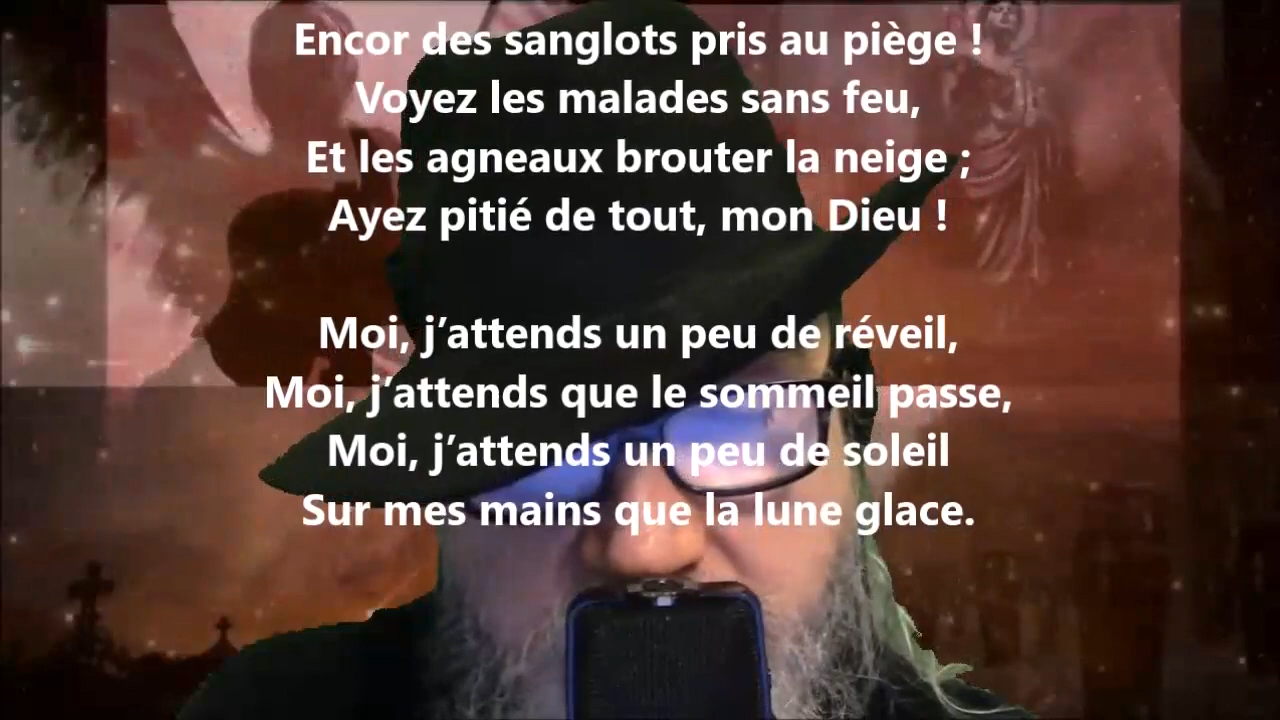 Encor des sanglots pris au piège !
Voyez les malades sans feu,
Et les agneaux brouter la neige ;
Ayez pitié de tout, mon Dieu !
Moi, j’attends un peu de réveil,
Moi, j’attends que le sommeil passe,
Moi, j’attends un peu de soleil
Sur mes mains que la lune glace.